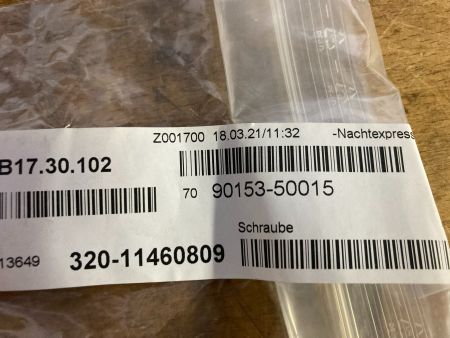 Z001700 18.03.21/11:32 -Nachtexpress
B17.30.102
70 90153-50015
Schraube
13649 320-11460809